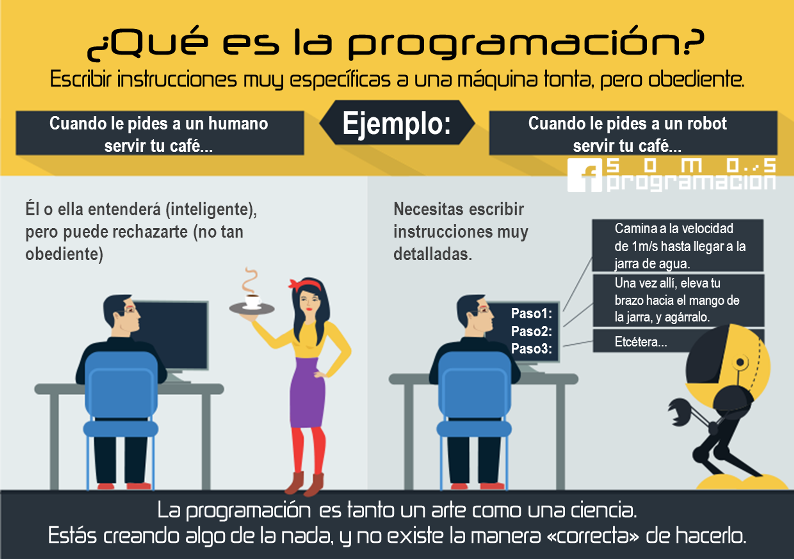 ¿Qué es la programación?
Escribir instrucciones muy específicas a una máquina tonta, pero obediente.
Cuando le pides a un humano
servir tu café...
Ejemplo:
Cuando le pides a un robot
servir tu café...
f somos
programación
Él o ella entenderá (inteligente),
pero puede rechazarte (no tan
obediente)
Necesitas escribir
instrucciones muy
detalladas.
Camina a la velocidad
de 1m/s hasta llegar a la
jarra de agua.
Una vez allí, eleva tu
brazo hacia el mango de
la jarra, y agárralo.
Etcétera...
Paso1:
Paso2:
Paso3:
La programación es tanto un arte como una ciencia.
Estás creando algo de la nada, y no existe la manera «correcta» de hacerlo.